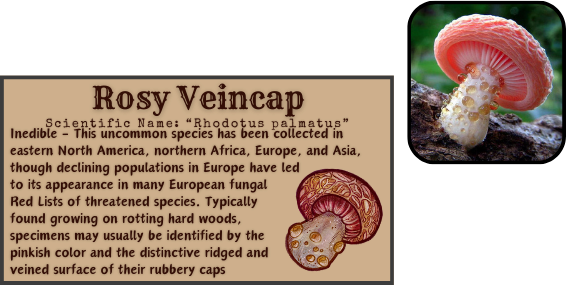 Rosy Veincap
Scientific Name: “Rhodotus palmatus”
Inedible – This uncommon species has been collected in
eastern North America, northern Africa, Europe, and Asia,
though declining populations in Europe have led
to its appearance in many European fungal
Red Lists of threatened species. Typically
found growing on rotting hard woods,
specimens may usually be identified by the
pinkish color and the distinctive ridged and
veined surface of their rubbery caps